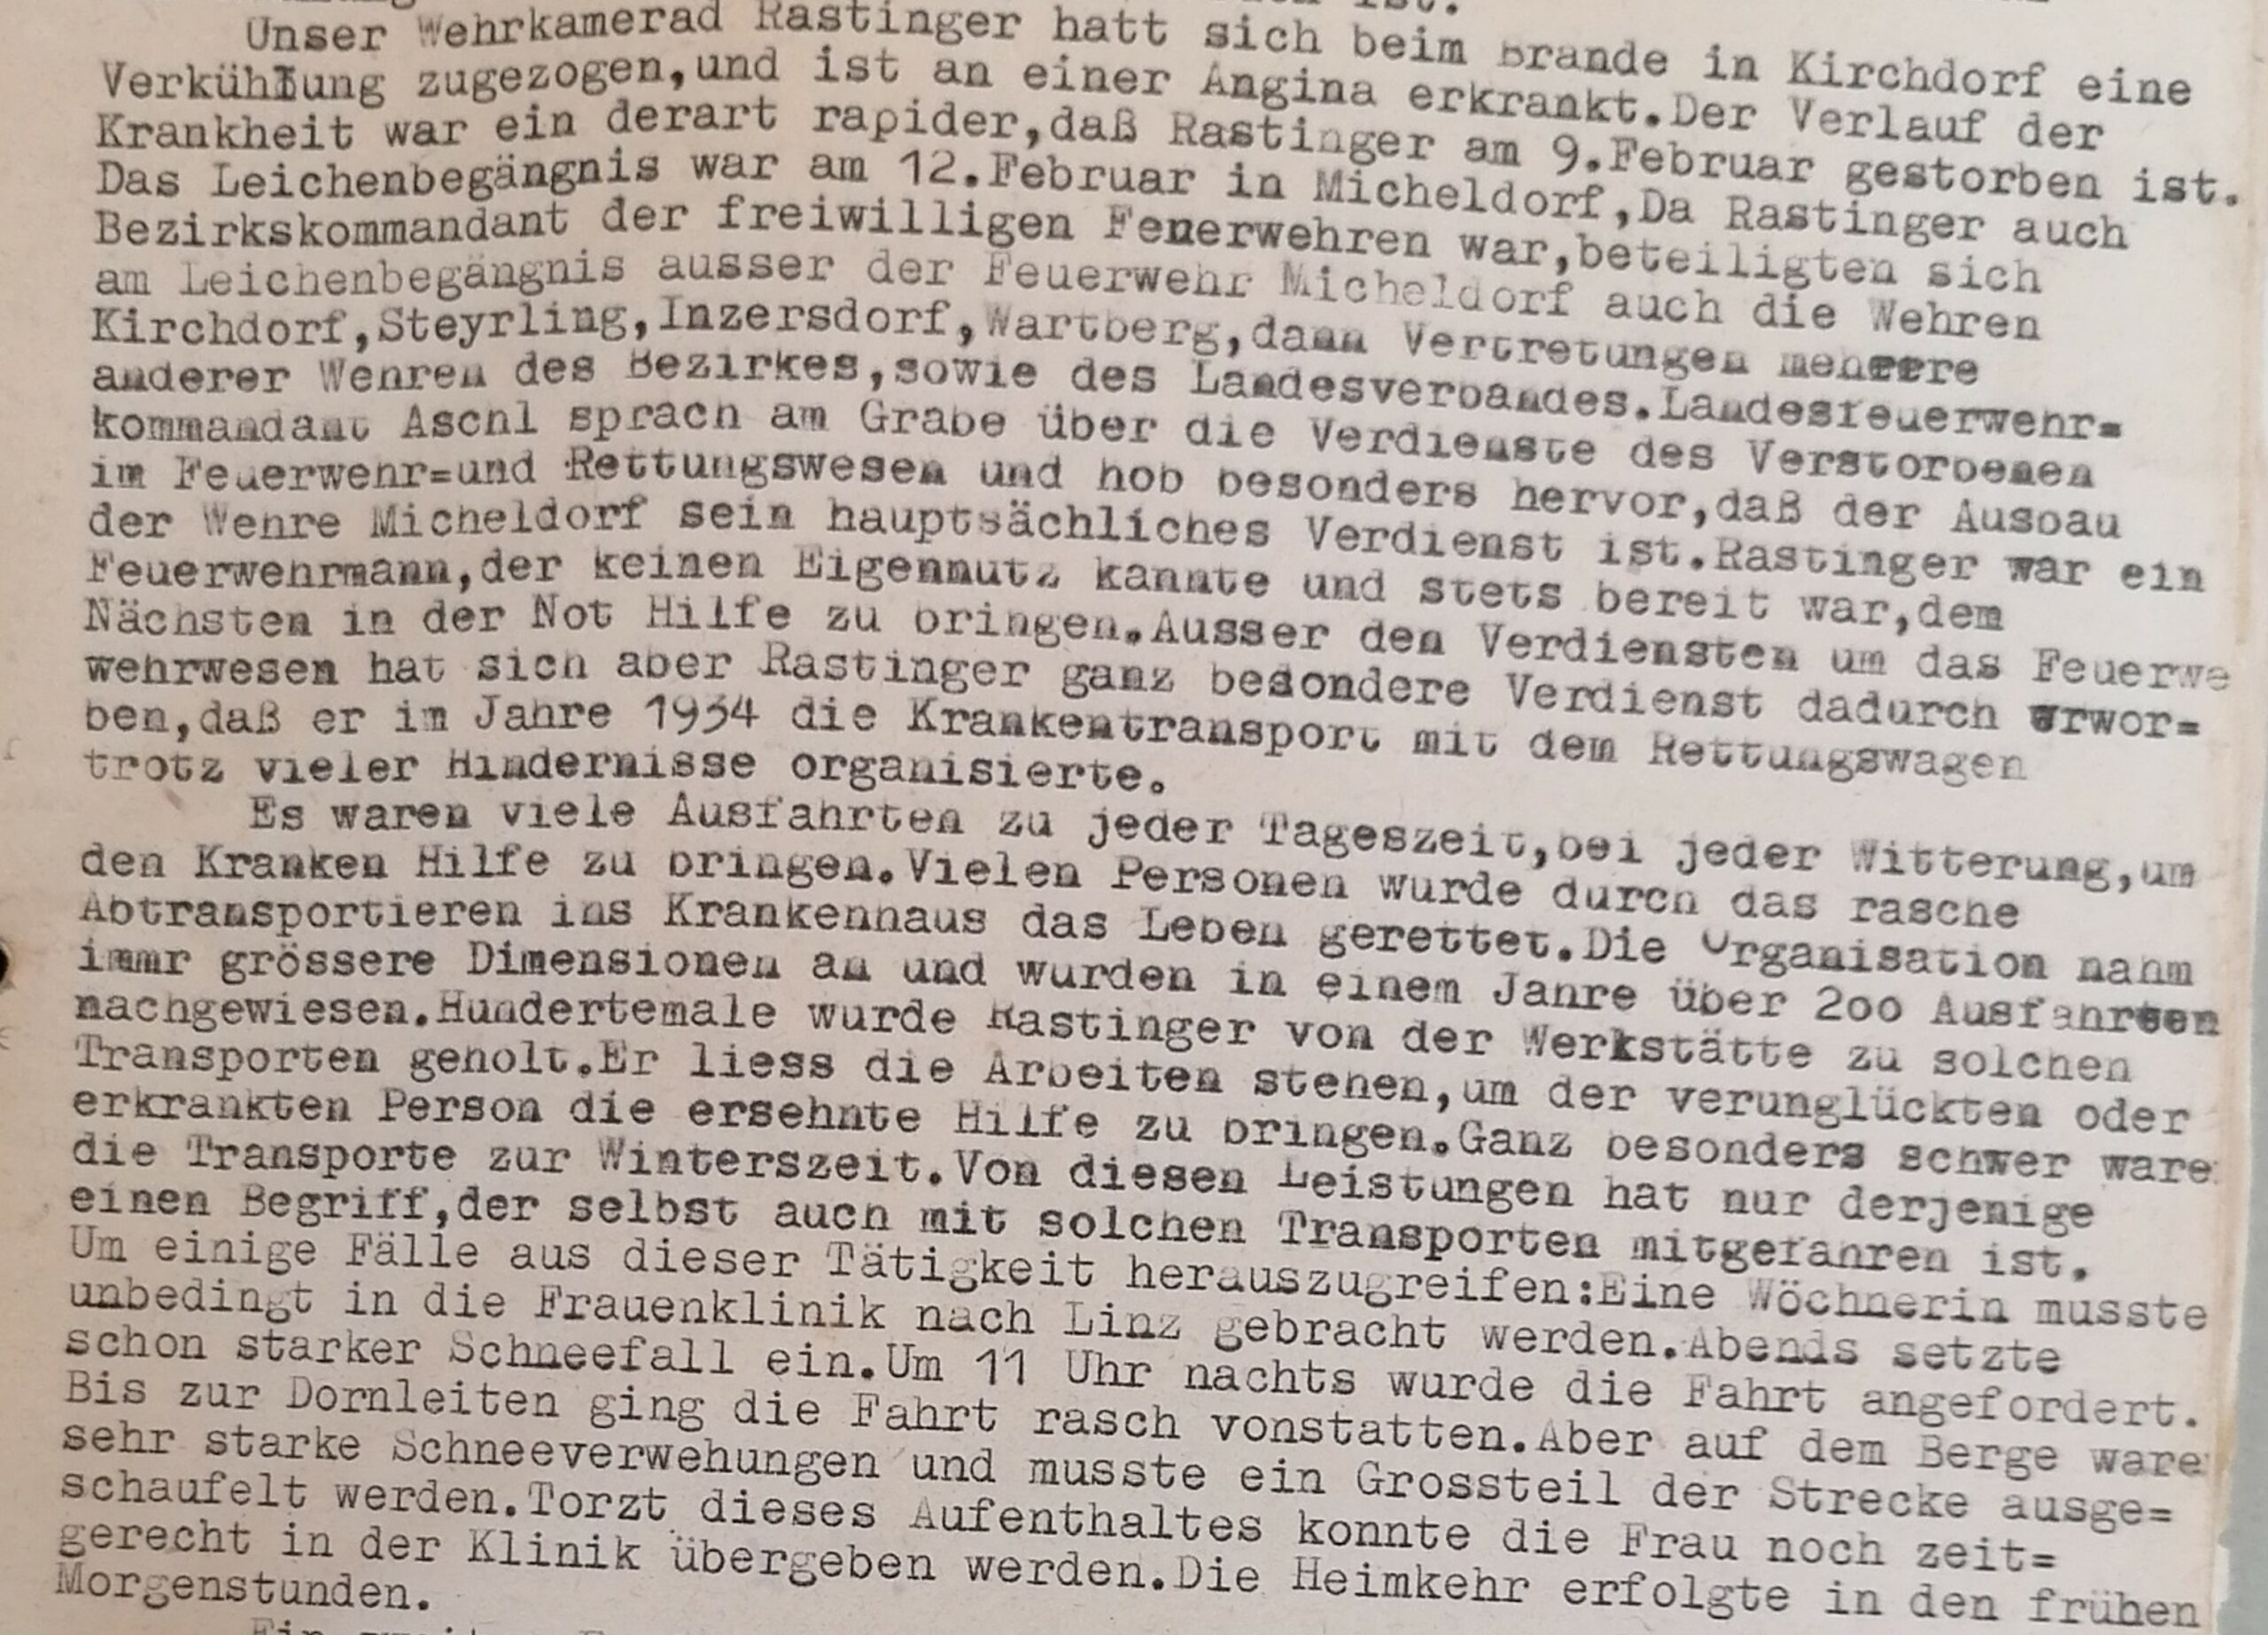 ist.
Unser Wehrkamerad Rastinger hatt sich beim Brande in Kirchdorf eine
Verkühlung zugezogen,und ist an einer Angina erkrankt.Der Verlauf der
Krankheit war ein derart rapider,daß Rastinger am 9.Februar gestorben ist.
Das Leichenbegängnis war am 12.Februar in Micheldorf,Da Rastinger auch
Bezirkskommandant der freiwilligen Fenerwehren war,beteiligten sich
am Leichenbegängnis ausser der Feuerwehr Micheldorf auch die Wehren
Kirchdorf,Steyrling,Inzersdorf,Wartberg,dann Vertretungen mehrere
anderer Wehren des Bezirkes,sowie des Landesverbandes.Landesfeuerwehr=
kommandant Aschl sprach am Grabe über die Verdienste des Verstorbenen
im Feuerwehr=und Rettungswesen und hob besonders hervor,daß der Ausbau
der Wehre Micheldorf sein hauptsächliches Verdienst ist.Rastinger war ein
Feuerwehrmann,der keinen Eigennutz kannte und stets bereit war,dem
Nächsten in der Not Hilfe zu bringen.Ausser den Verdiensten um das Feuerwe
wehrwesen hat sich aber Rastinger ganz besondere Verdienst dadurch erwor=
ben,daß er im Jahre 1934 die Krankentransport mit dem Rettungswagen
trotz vieler Hindernisse organisierte.
Es waren viele Ausfahrten zu jeder Tageszeit,bei jeder Witterung,um
den Kranken Hilfe zu bringen.Vielen Personen wurde durch das rasche
Abtransportieren ins Krankenhaus das Leben gerettet.Die Organisation nahm
immr grössere Dimensionen an und wurden in einem Jahre über 2oo Ausfahrten
nachgewiesen.Hundertemale wurde Rastinger von der Werkstätte zu solchen
Transporten geholt.Er liess die Arbeiten stehen,um der verunglückten oder
erkrankten Person die ersehnte Hilfe zu bringen.Ganz besonders schwer ware
die Transporte zur Winterszeit.Von diesen Leistungen hat nur derjenige
einen Begriff,der selbst auch mit solchen Transporten mitgefahren ist.
Um einige Fälle aus dieser Tätigkeit herauszugreifen:Eine Wöchnerin musste
unbedingt in die Frauenklinik nach Linz gebracht werden.Abends setzte
schon starker Schneefall ein.Um 11 Uhr nachts wurde die Fahrt angefordert.
Bis zur Dornleiten ging die Fahrt rasch vonstatten.Aber auf dem Berge ware
sehr starke Schneeverwehungen und musste ein Grossteil der Strecke ausge=
schaufelt werden.Torzt dieses Aufenthaltes konnte die Frau noch zeit=
gerecht in der Klinik übergeben werden.Die Heimkehr erfolgte in den frühen
Morgenstunden.